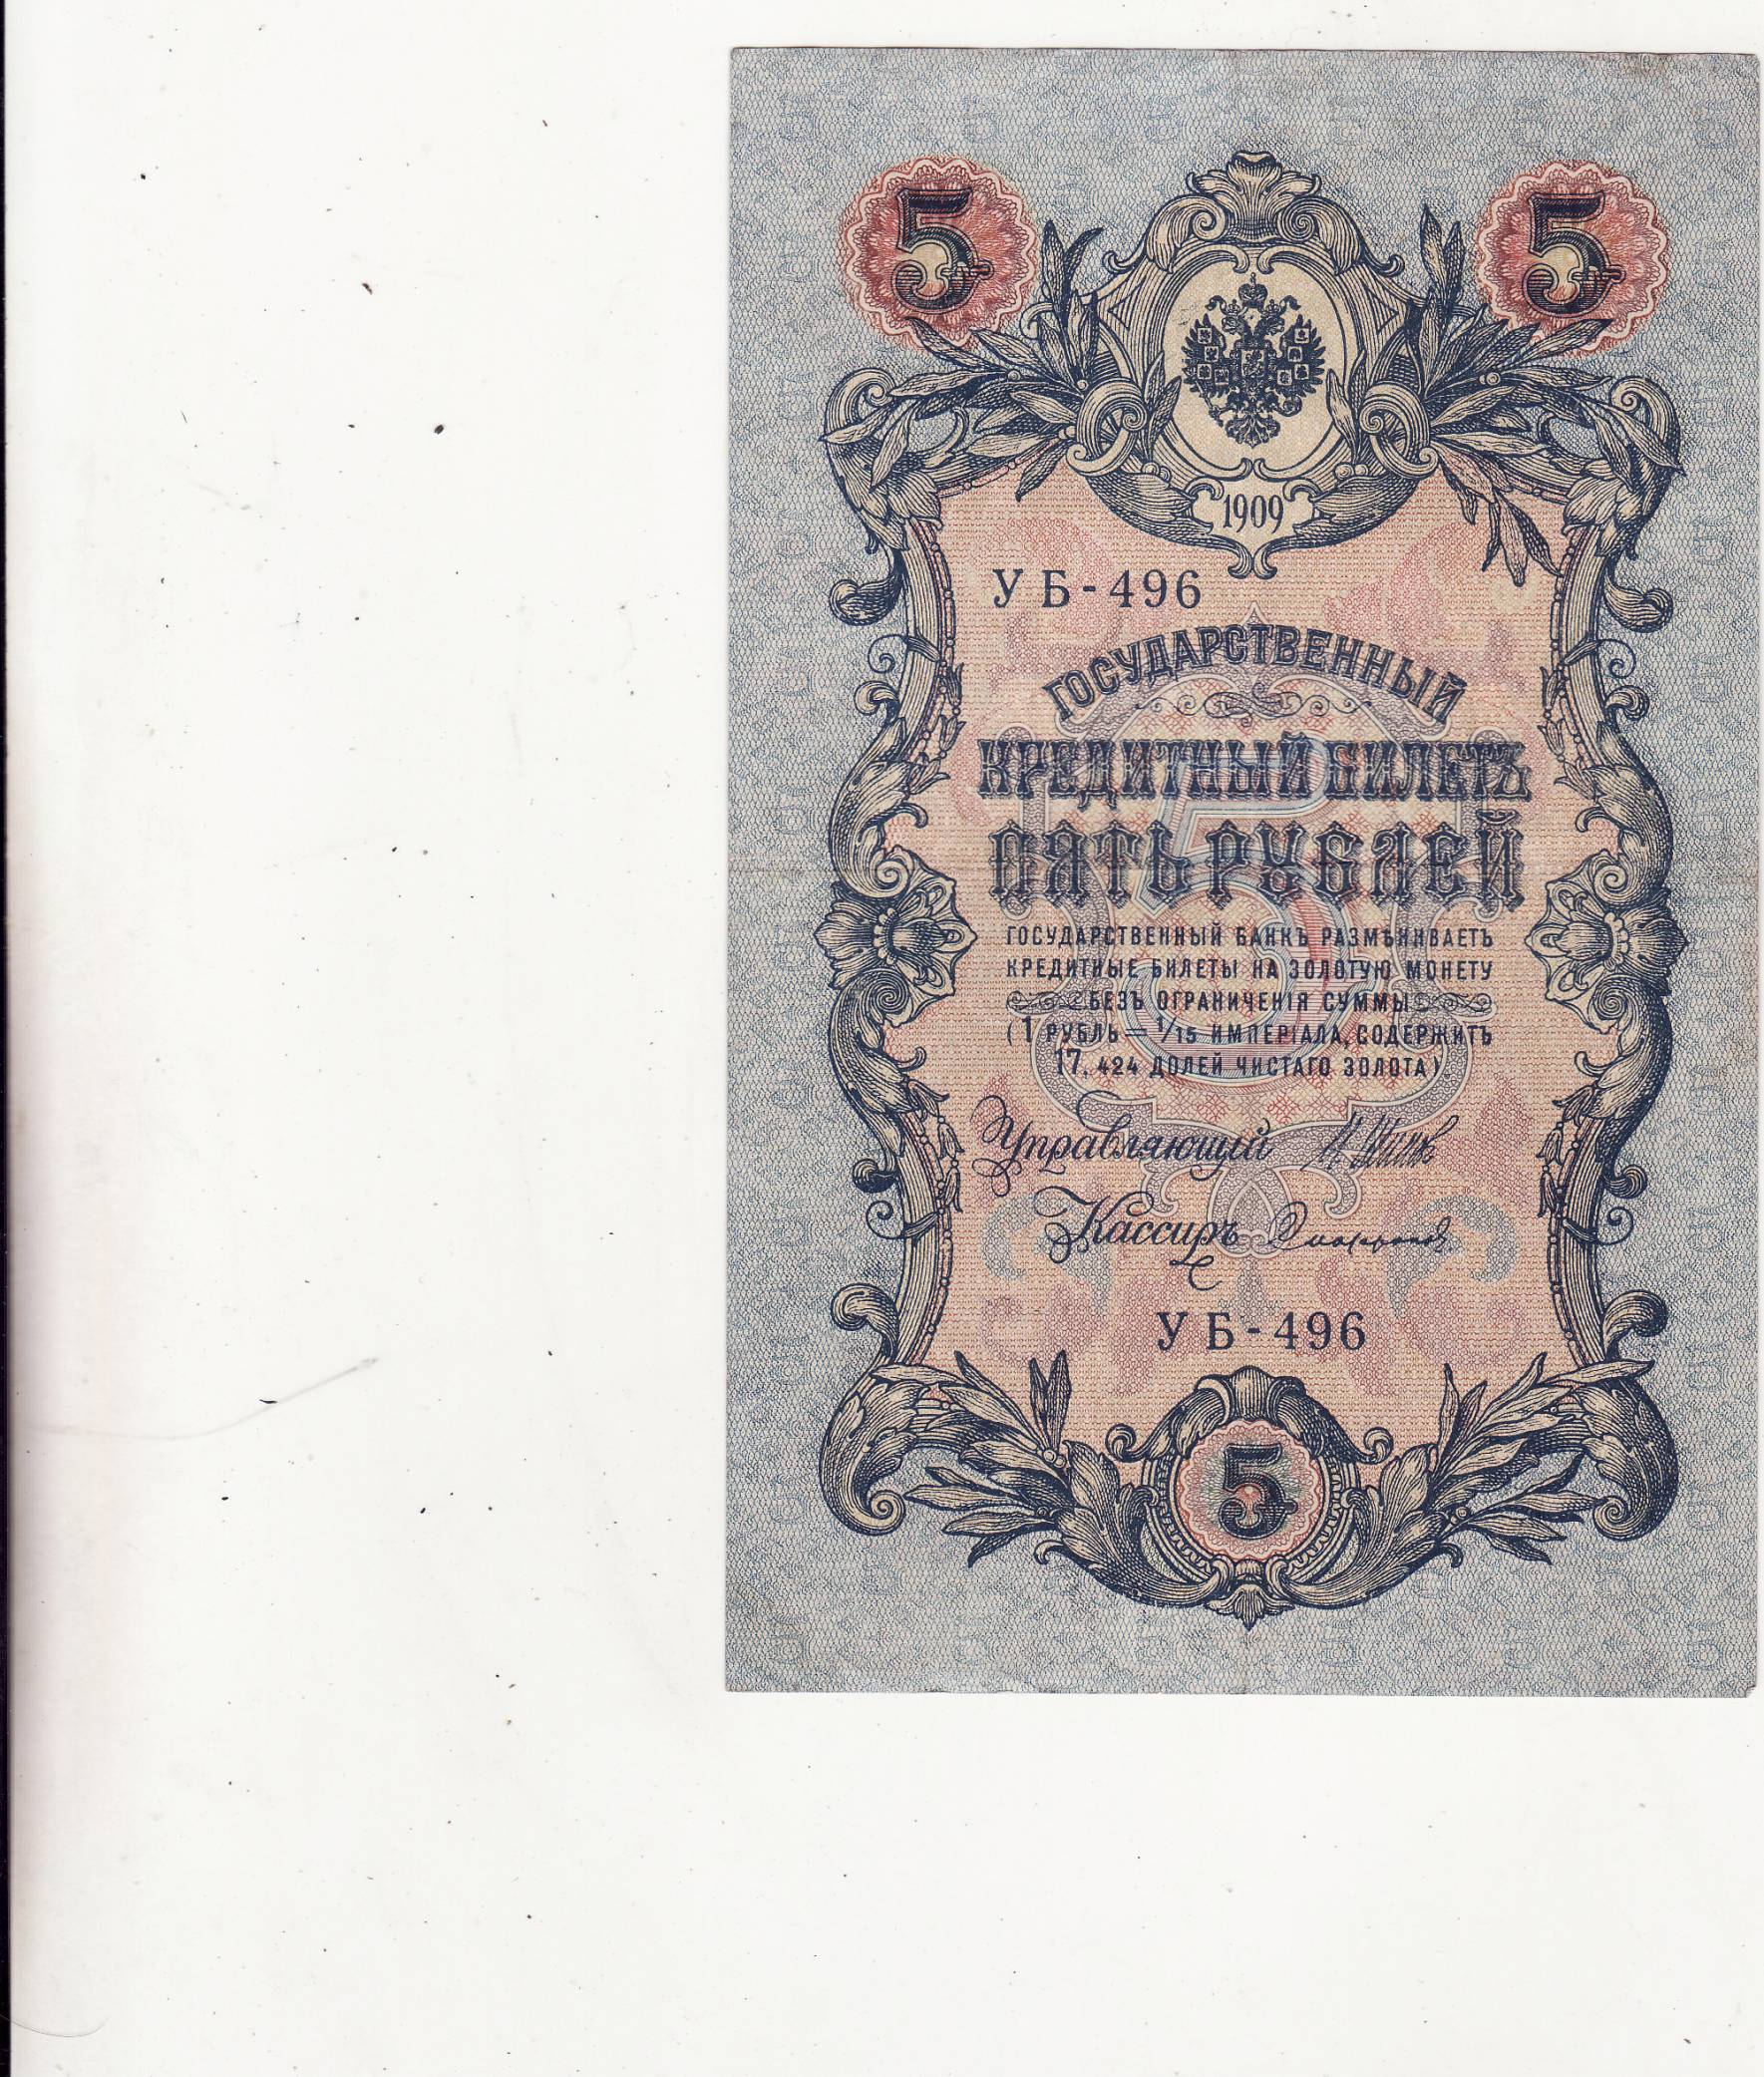 5 5
1909
УБ-496
ГОСУДАРСТВЕННЫЙ
КРЕДИТНЫЙ БИЛЕТЪ
ПЯТЬ РУБЛЕЙ
ГОСУДАРСТВЕННЫЙ БАНКЪ РАЗМѢНИВАЕТЪ
КРЕДИТНЫЕ БИЛЕТЫ НА ЗОЛОТУЮ МОНЕТУ
БЕЗЪ ОГРАНИЧЕНІЯ СУММЫ
(1 РУБЛЬ = 1/15 ИМПЕРІАЛА, СОДЕРЖИТЪ
17,424 ДОЛЕЙ ЧИСТАГО ЗОЛОТА)
Управляющій
Кассиръ
УБ-496
5